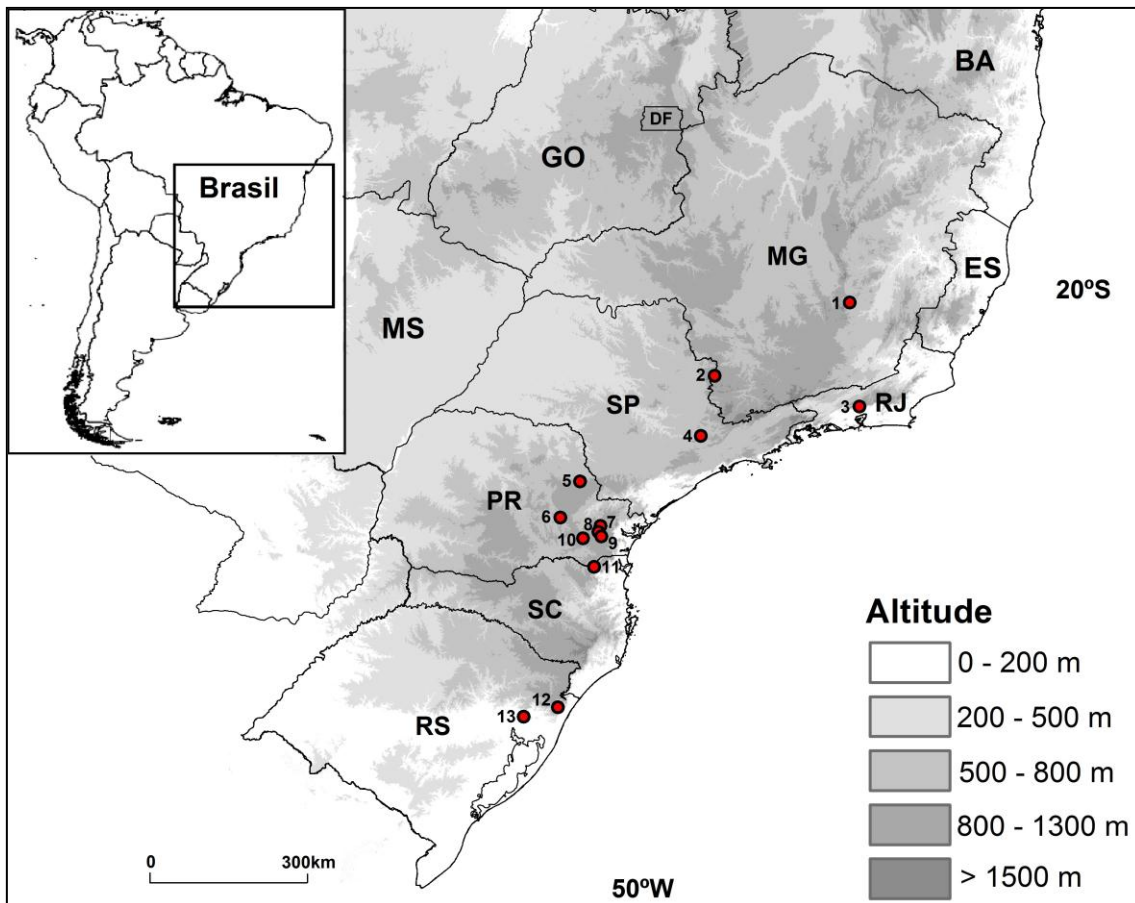 Brasil
BA
DF
GO
MG
ES
1
20ºS
MS
2
SP
3
RJ
4
5
PR
6
8
7
10
9
11
SC
12
13
RS
Altitude
0 - 200 m
200 - 500 m
500 - 800 m
800 - 1300 m
> 1500 m
0 300km
50ºW